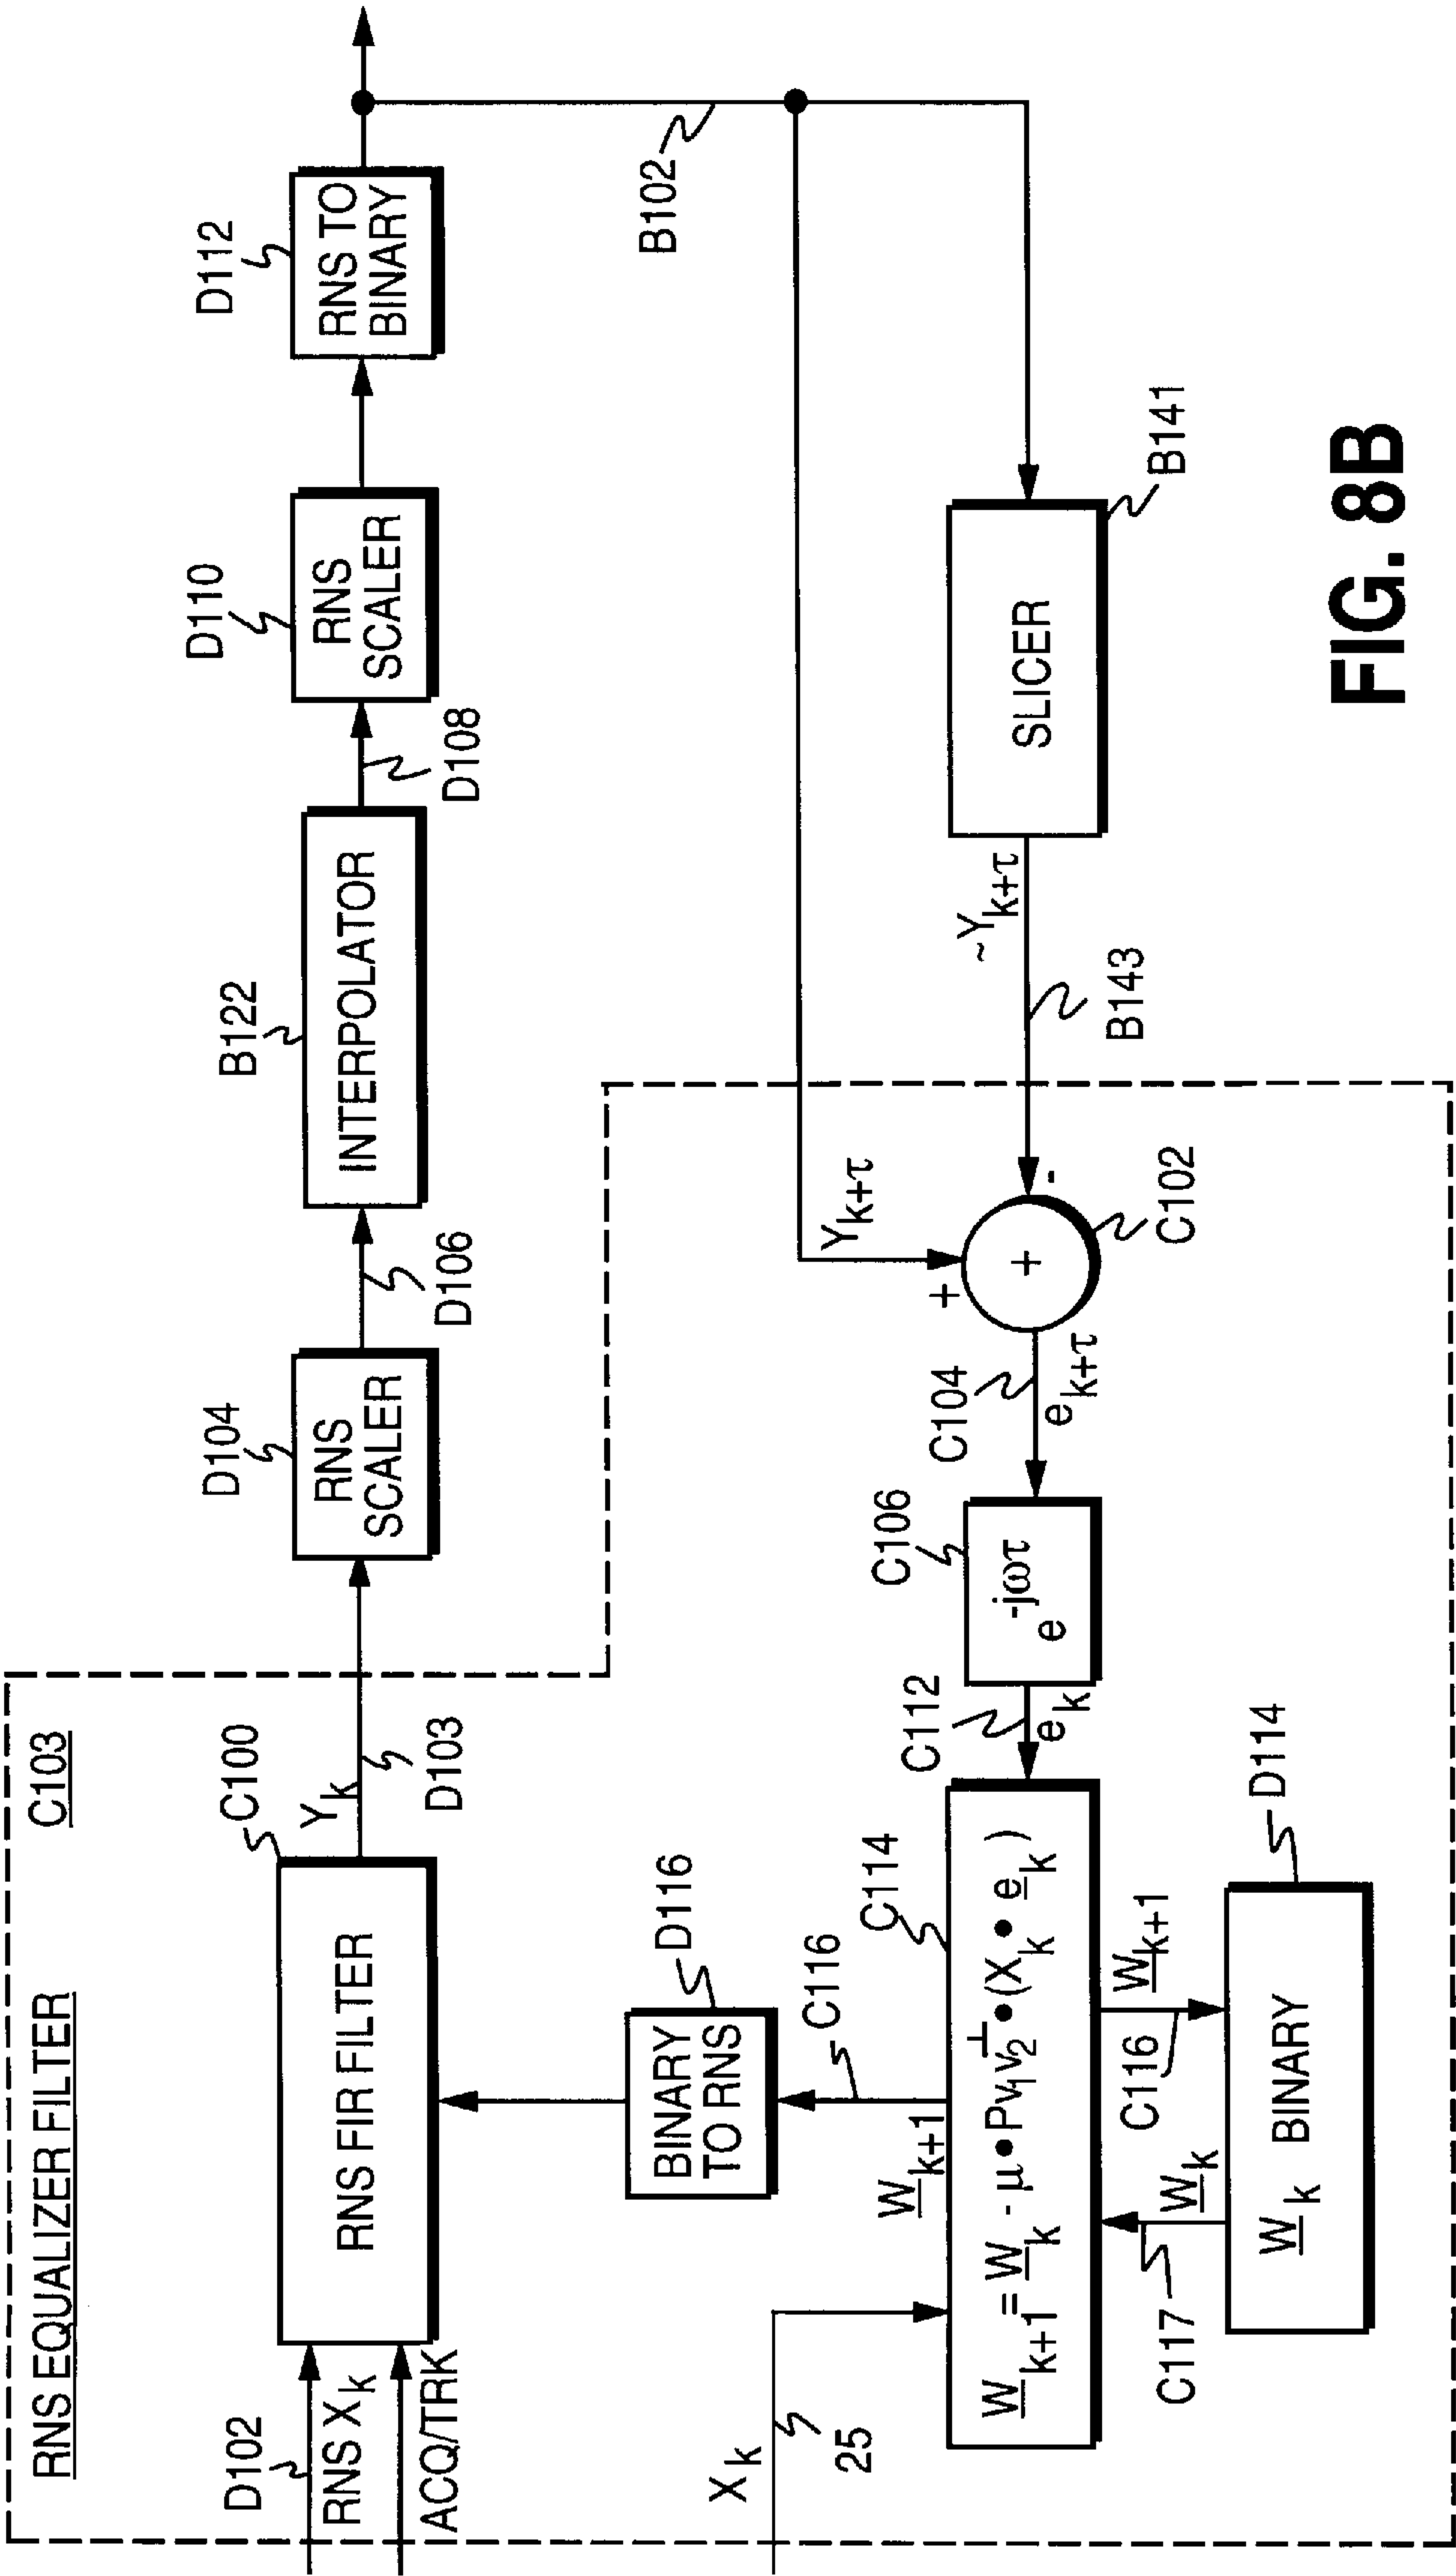 RNS EQUALIZER FILTER
C103
D102
RNS X_k
ACQ/TRK
C100
RNS FIR FILTER
Y_k
D103
D104
RNS
SCALER
D106
B122
INTERPOLATOR
D108
D110
RNS
SCALER
D112
RNS TO
BINARY
B102
D116
BINARY
TO RNS
C116
W_k+1
X_k
25
C114
W_k+1 = W_k - μ • Pv₁v₂^⊥ • (X_k • e_k)
C112
e_k
C106
e^-jωτ
C104
e_k+τ
+
+
-
C102
Y_k+τ
B143
~Y_k+τ
SLICER
B141
C117
W_k
C116
W_k+1
W_k BINARY
D114
FIG. 8B